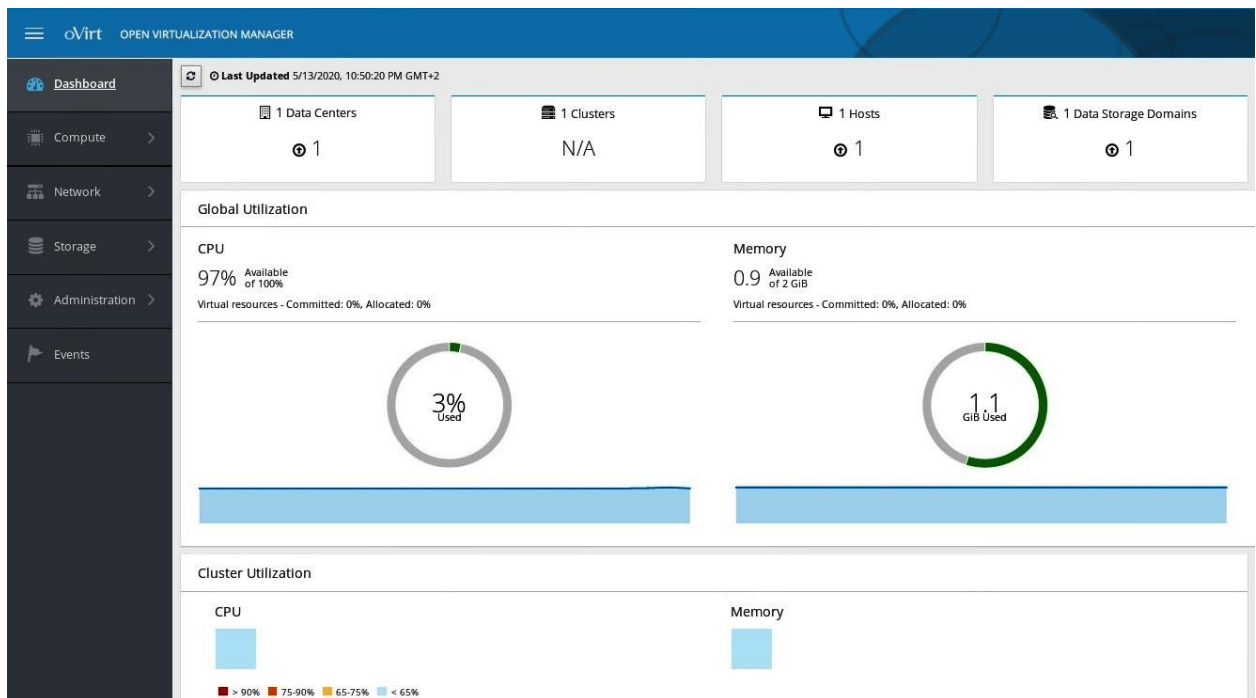 oVirt OPEN VIRTUALIZATION MANAGER
Dashboard
Compute
Network
Storage
Administration
Events
Last Updated 5/13/2020, 10:50:20 PM GMT+2
1 Data Centers
1
1 Clusters
N/A
1 Hosts
1
1 Data Storage Domains
1
Global Utilization
CPU
97% Available of 100%
Virtual resources - Committed: 0%, Allocated: 0%
3%
Used
Memory
0.9 Available of 2 GiB
Virtual resources - Committed: 0%, Allocated: 0%
1.1
GiB Used
Cluster Utilization
CPU
Memory
> 90% 75-90% 65-75% < 65%